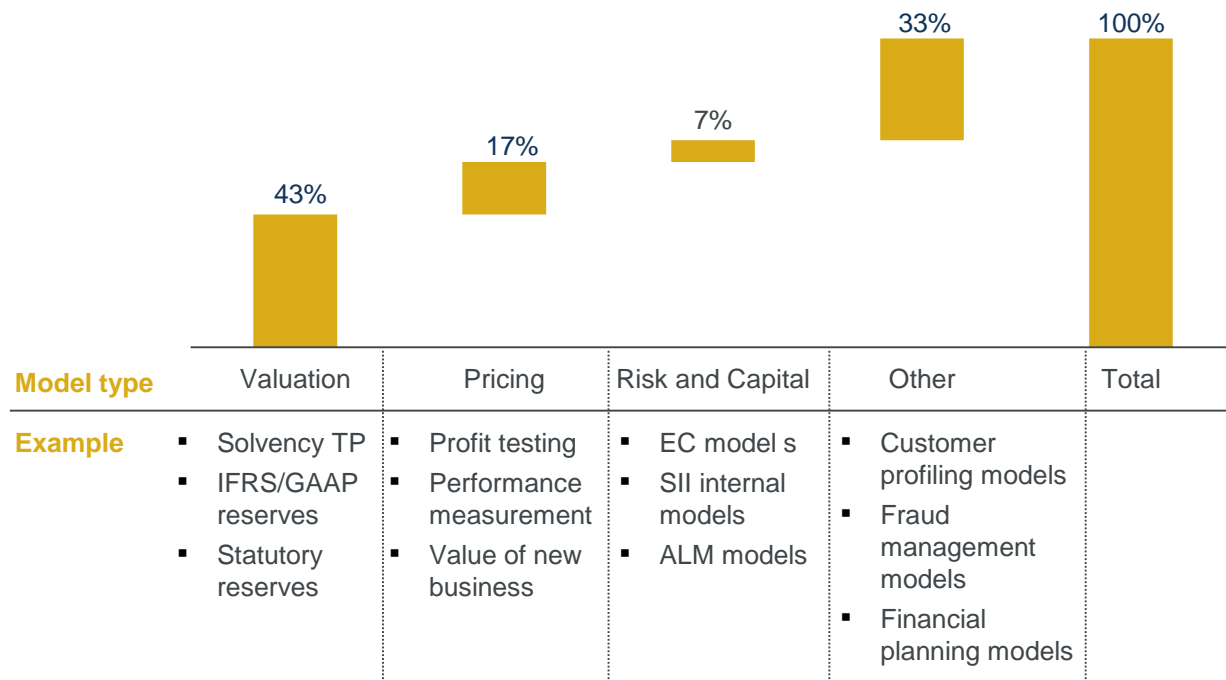 33%
100%
7%
17%
43%
Model type
Valuation
Pricing
Risk and Capital
Other
Total
Example
▪ Solvency TP
▪ IFRS/GAAP
reserves
▪ Statutory
reserves
▪ Profit testing
▪ Performance
measurement
▪ Value of new
business
▪ EC model s
▪ SII internal
models
▪ ALM models
▪ Customer
profiling models
▪ Fraud
management
models
▪ Financial
planning models